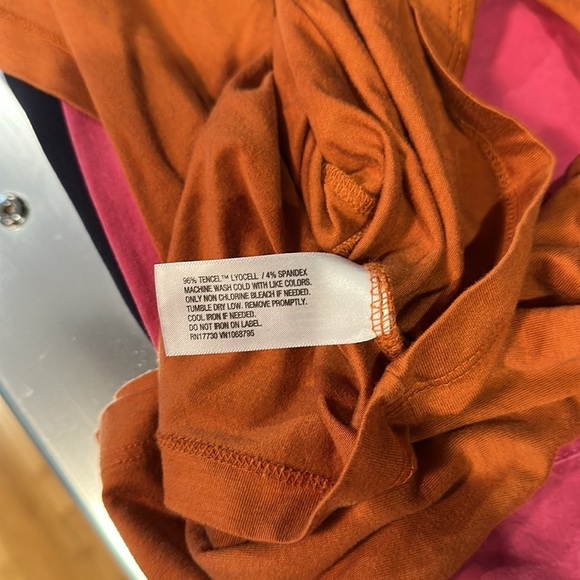 96% TENCEL™ LYOCELL / 4% SPANDEX
MACHINE WASH COLD WITH LIKE COLORS.
ONLY NON CHLORINE BLEACH IF NEEDED.
TUMBLE DRY LOW. REMOVE PROMPTLY.
COOL IRON IF NEEDED.
DO NOT IRON ON LABEL.
RN17730 VN1068795